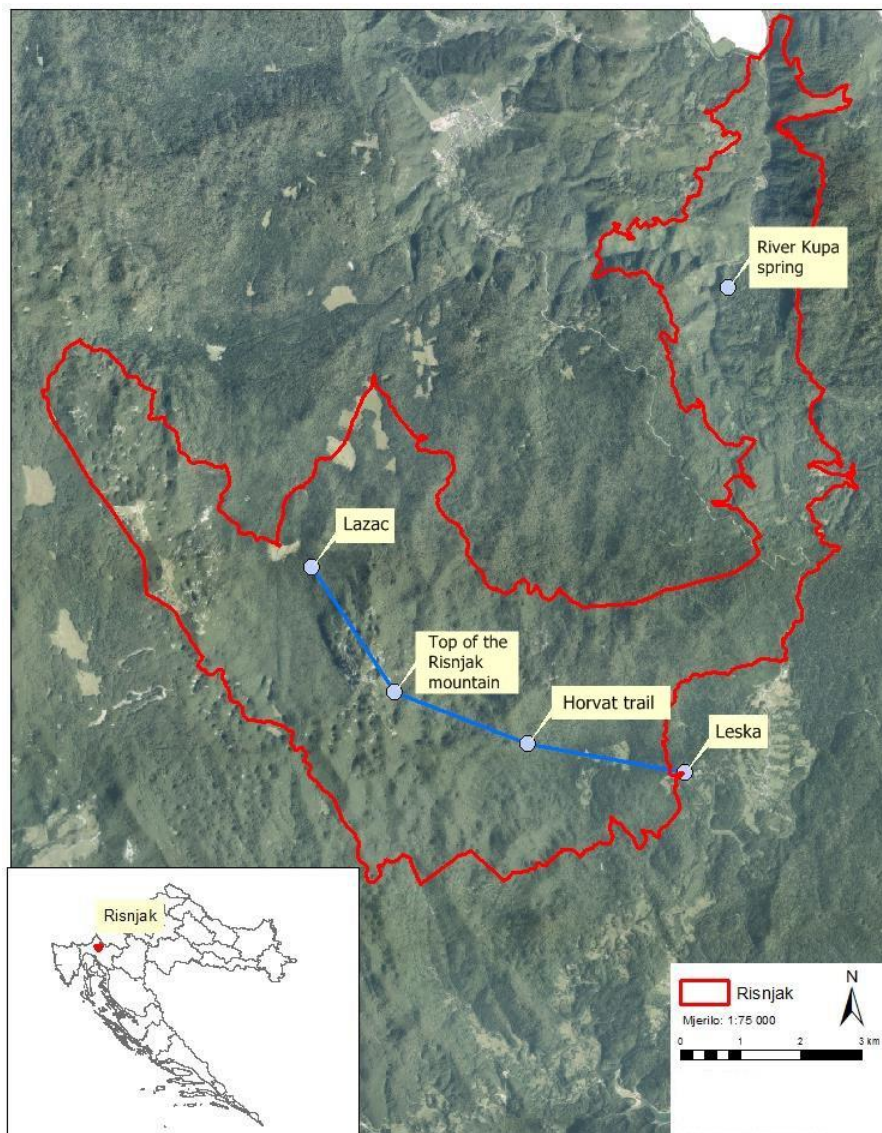 River Kupa
spring
Lazac
Top of the
Risnjak
mountain
Horvat trail
Leska
Risnjak
N
Risnjak
Mjerilo: 1:75 000
0 1 2 3 km